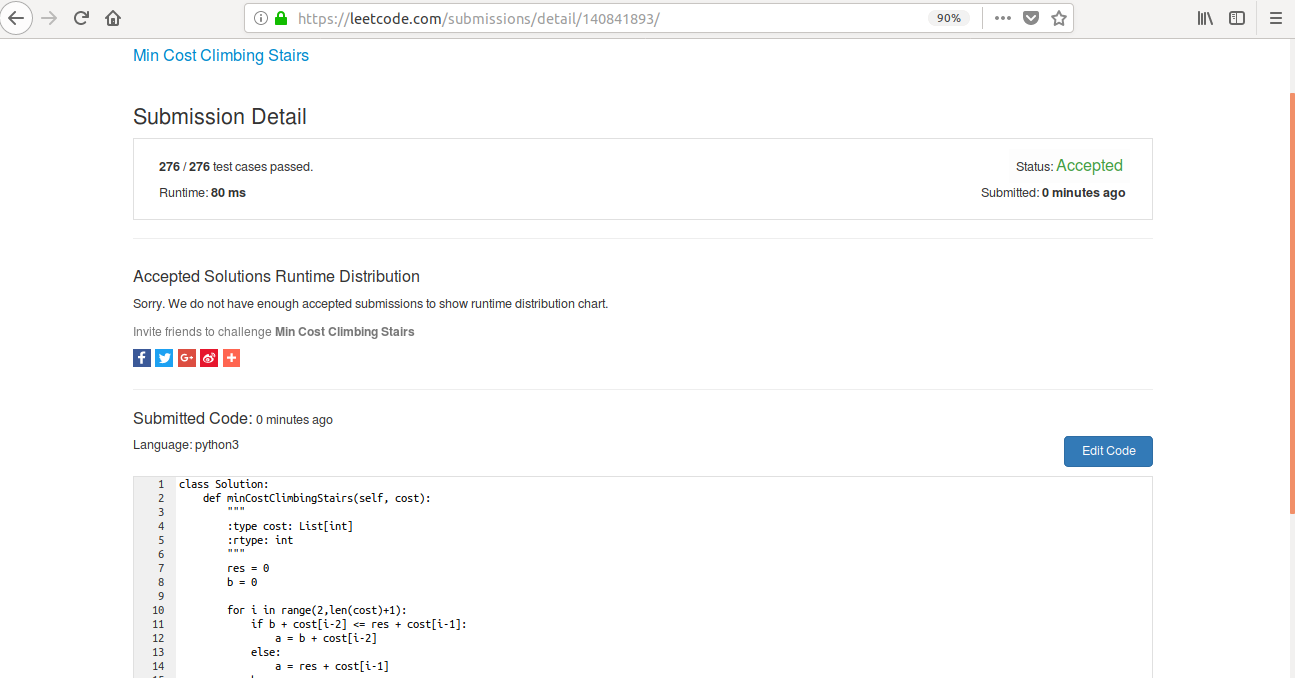 https://leetcode.com/submissions/detail/140841893/ 90%
Min Cost Climbing Stairs
Submission Detail
276 / 276 test cases passed. Status: Accepted
Runtime: 80 ms Submitted: 0 minutes ago
Accepted Solutions Runtime Distribution
Sorry. We do not have enough accepted submissions to show runtime distribution chart.
Invite friends to challenge Min Cost Climbing Stairs
Submitted Code: 0 minutes ago
Language: python3 Edit Code
1 class Solution:
2     def minCostClimbingStairs(self, cost):
3         """
4         :type cost: List[int]
5         :rtype: int
6         """
7         res = 0
8         b = 0
9
10         for i in range(2,len(cost)+1):
11             if b + cost[i-2] <= res + cost[i-1]:
12                 a = b + cost[i-2]
13             else:
14                 a = res + cost[i-1]